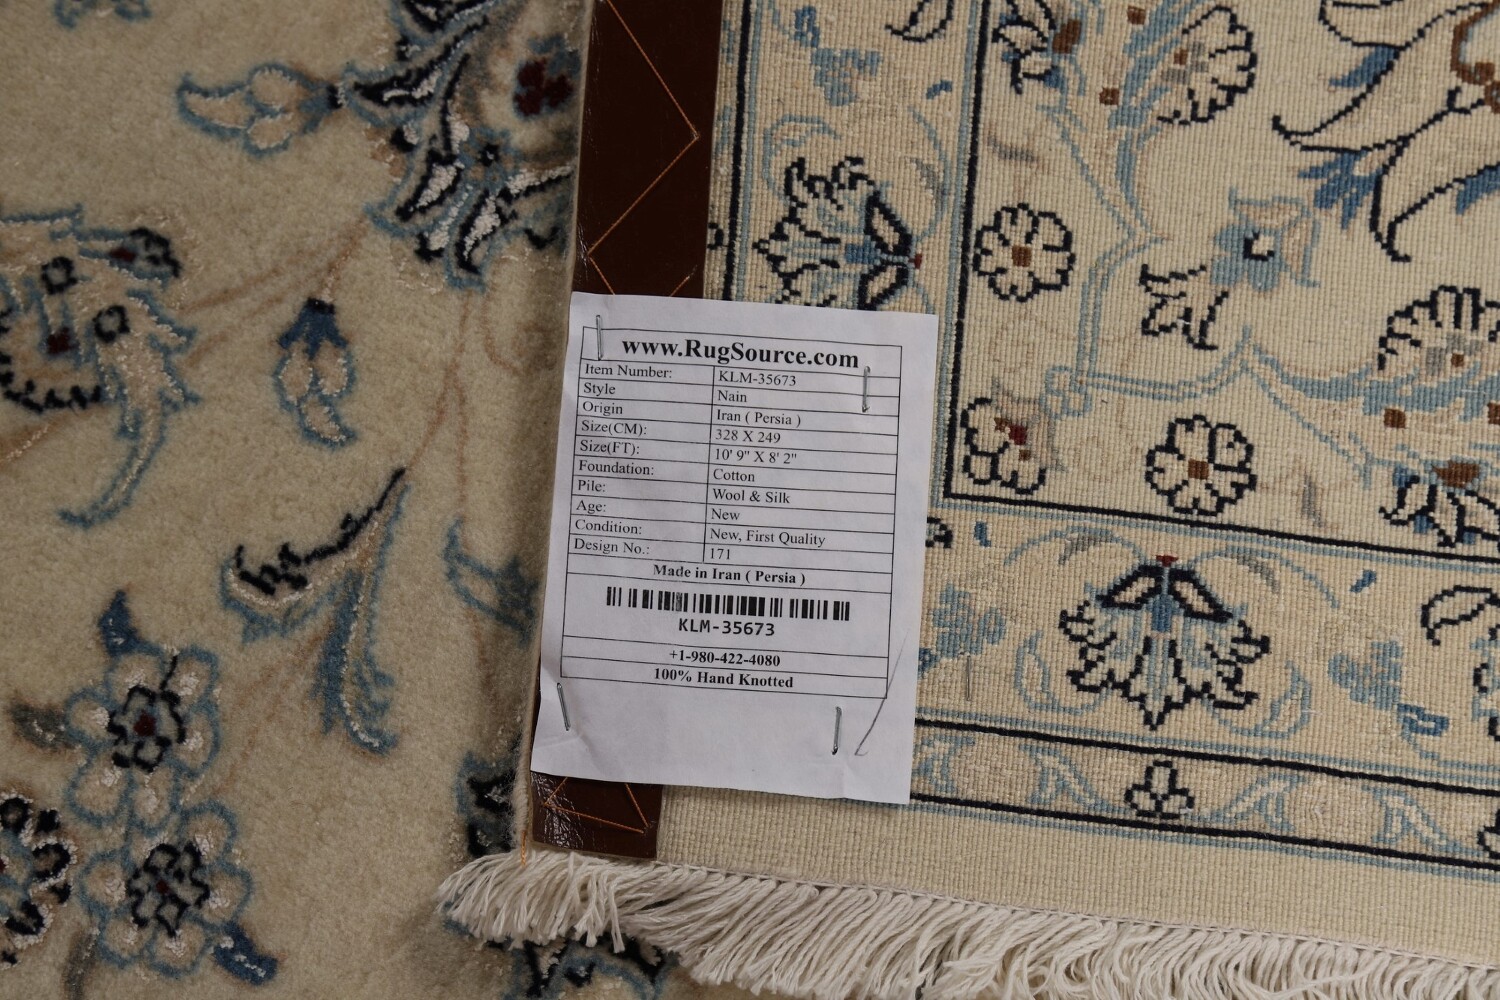 www.RugSource.com
Item Number: KLM-35673
Style Nain
Origin Iran ( Persia )
Size(CM): 328 X 249
Size(FT): 10' 9" X 8' 2"
Foundation: Cotton
Pile: Wool & Silk
Age: New
Condition: New, First Quality
Design No.: 171
Made in Iran ( Persia )
KLM-35673
+1-980-422-4080
100% Hand Knotted